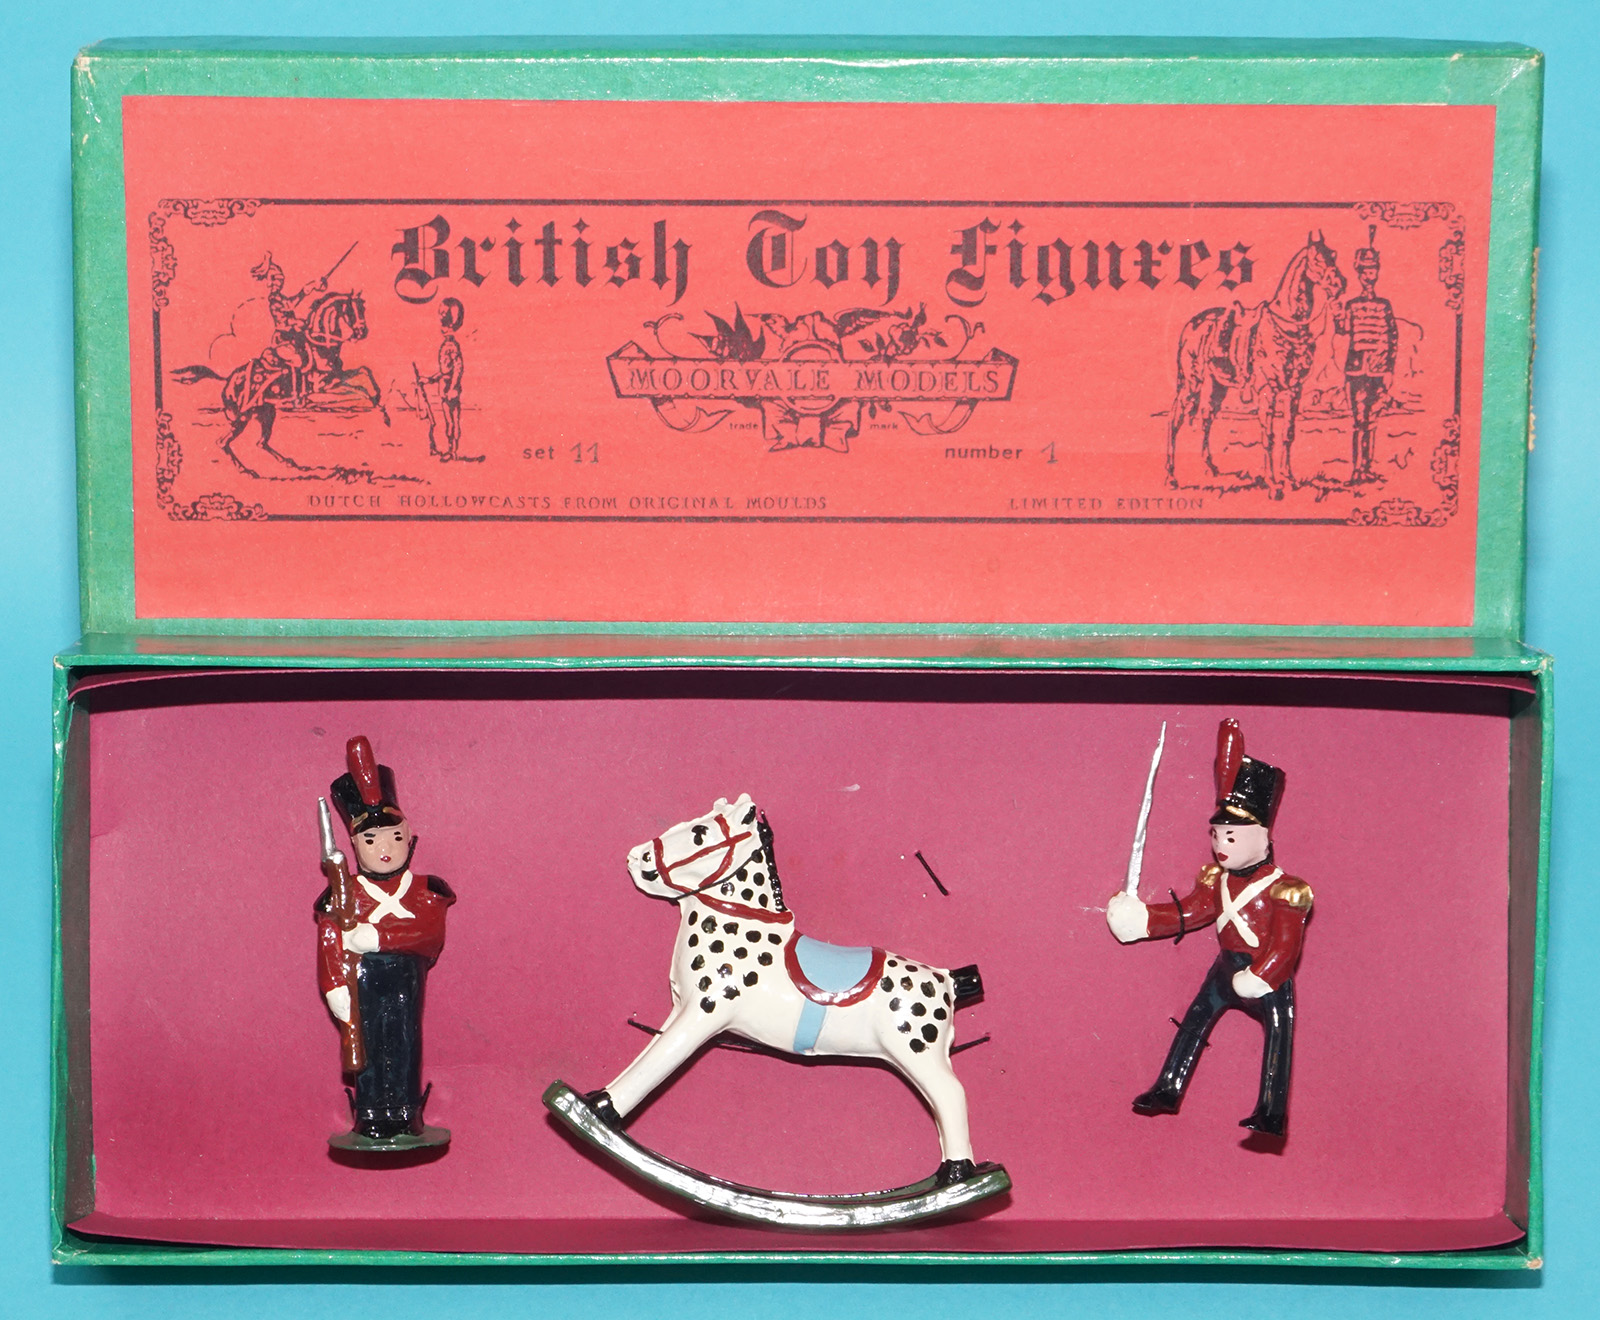 British Toy Figures
MOORVALE MODELS
trade mark
set 11 number 1
DUTCH HOLLOWCASTS FROM ORIGINAL MOULDS LIMITED EDITION